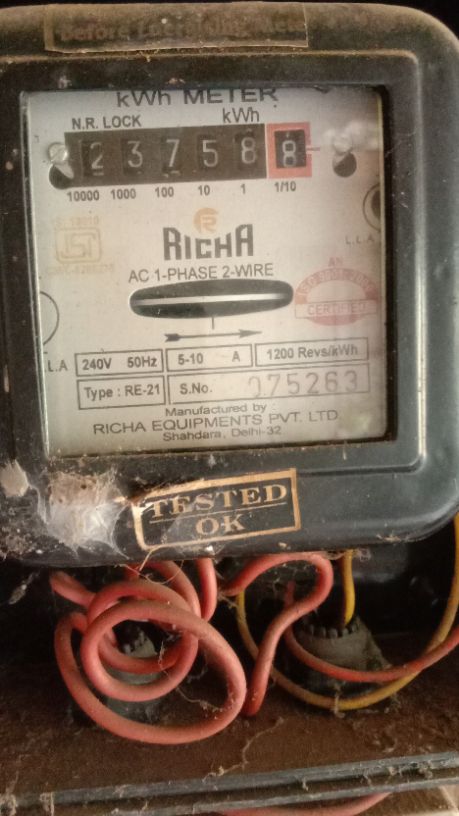 kWh METER
N.R. LOCK kWh
2 3 7 5 8 8
10000 1000 100 10 1 1/10
RICHA
L.L.A
AC 1-PHASE 2-WIRE
CERTIFIED
L.A
240V 50Hz 5-10 A 1200 Revs/kWh
Type : RE-21 S.No. 075263
Manufactured by :
RICHA EQUIPMENTS PVT. LTD.
Shahdara, Delhi-32
TESTED
OK